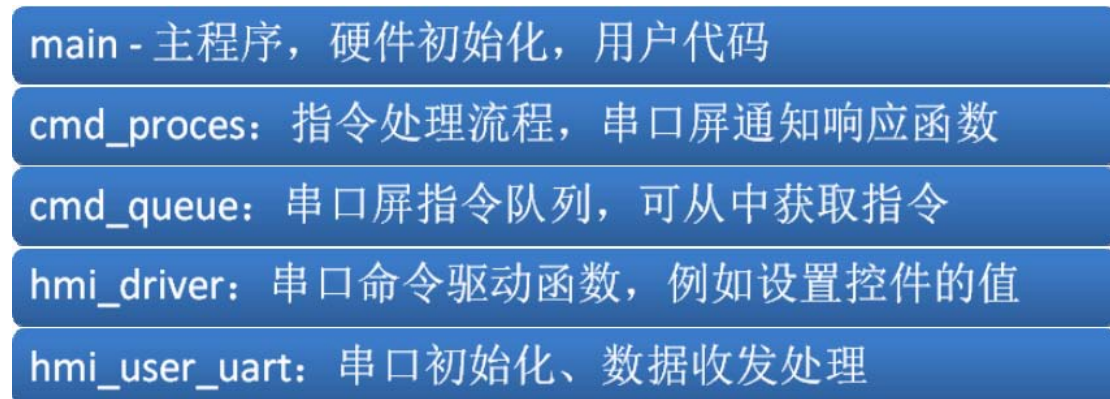 main - 主程序，硬件初始化，用户代码
cmd_proces：指令处理流程，串口屏通知响应函数
cmd_queue：串口屏指令队列，可从中获取指令
hmi_driver：串口命令驱动函数，例如设置控件的值
hmi_user_uart：串口初始化、数据收发处理